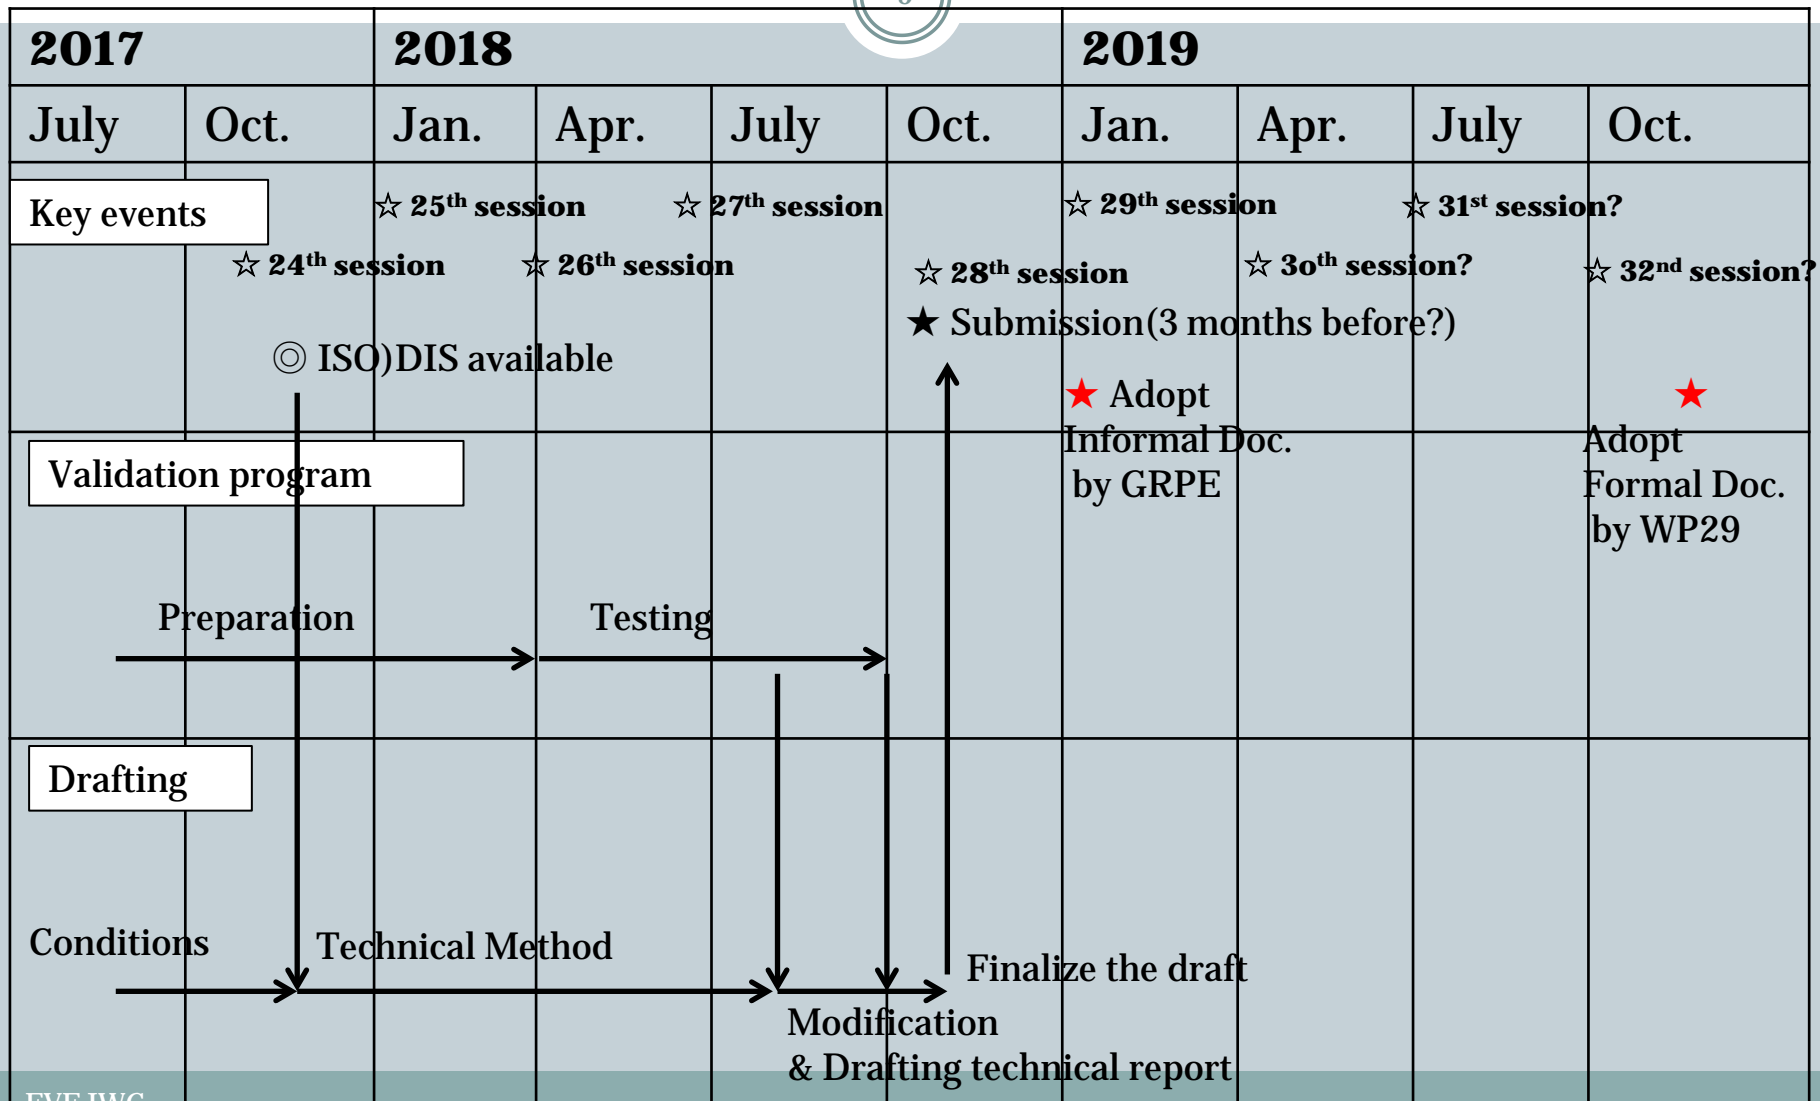 2017 2018 2019
July Oct. Jan. Apr. July Oct. Jan. Apr. July Oct.
Key events
☆ 25th session ☆ 27th session ☆ 29th session ☆ 31st session?
☆ 24th session ☆ 26th session ☆ 28th session ☆ 3oth session? ☆ 32nd session?
★ Submission(3 months before?)
◎ ISO)DIS available
★ Adopt
Informal Doc.
by GRPE
★
Adopt
Formal Doc.
by WP29
Validation program
Preparation Testing
Drafting
Conditions Technical Method
Finalize the draft
Modification
& Drafting technical report
EVE IWG